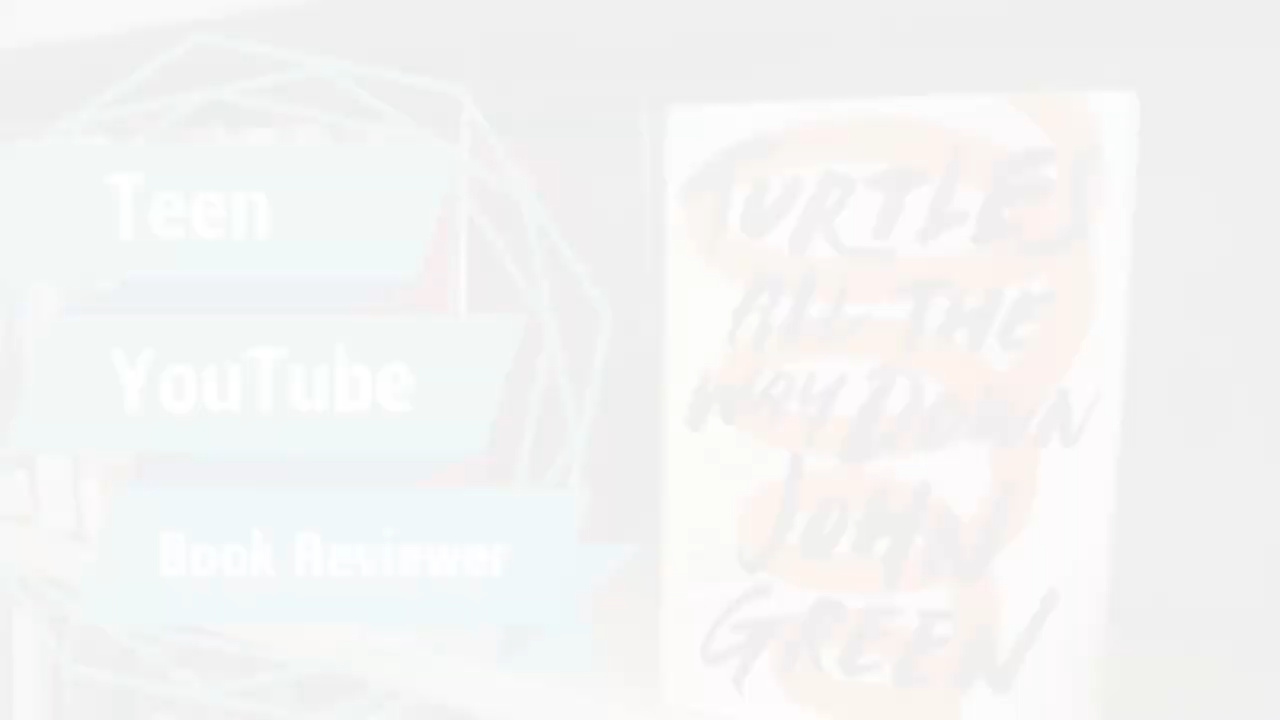 Teen
YouTube
Book Reviewer
TURTLES
ALL THE
WAY DOWN
JOHN
GREEN